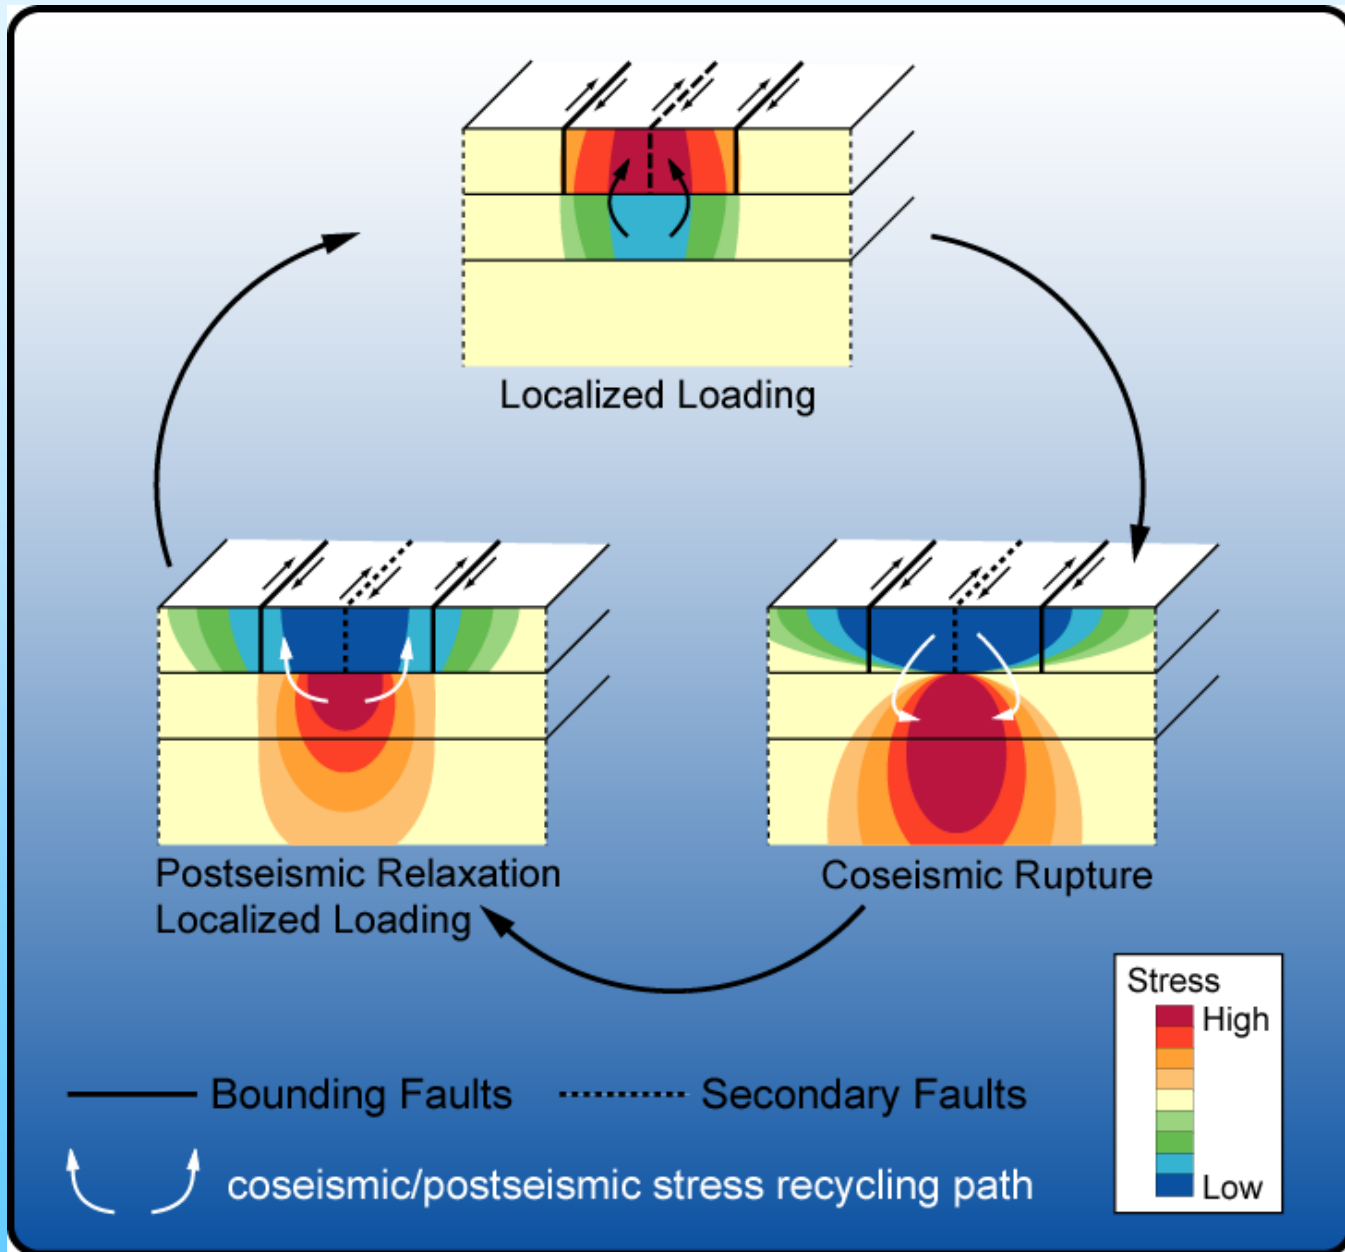 Localized Loading
Postseismic Relaxation
Localized Loading
Coseismic Rupture
Stress
High
Low
Bounding Faults
Secondary Faults
coseismic/postseismic stress recycling path